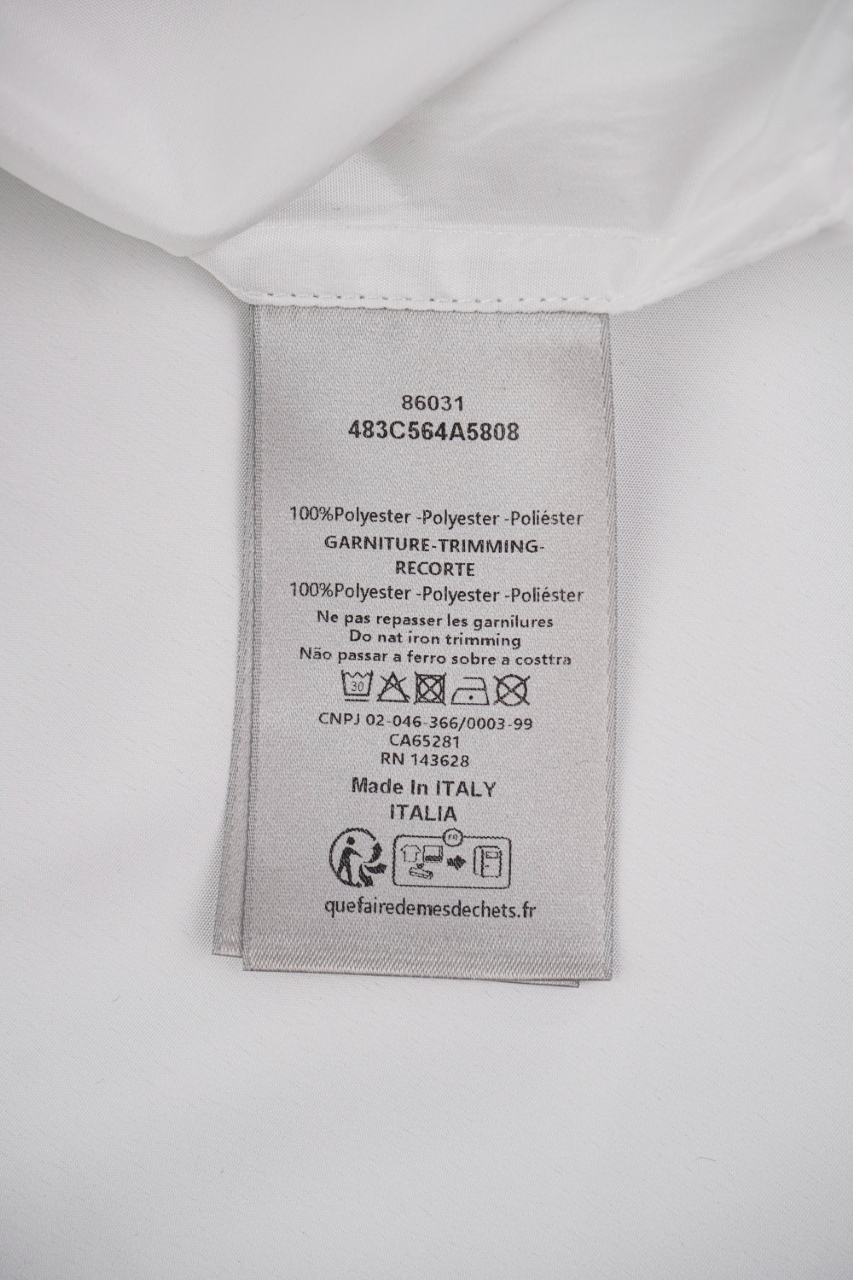 86031
483C564A5808
100%Polyester -Polyester -Poliéster
GARNITURE-TRIMMING-
RECORTE
100%Polyester -Polyester -Poliéster
Ne pas repasser les garnilures
Do nat iron trimming
Não passar a ferro sobre a costtra
30
CNPJ 02-046-366/0003-99
CA65281
RN 143628
Made In ITALY
ITALIA
FR
quefairedemesdechets.fr